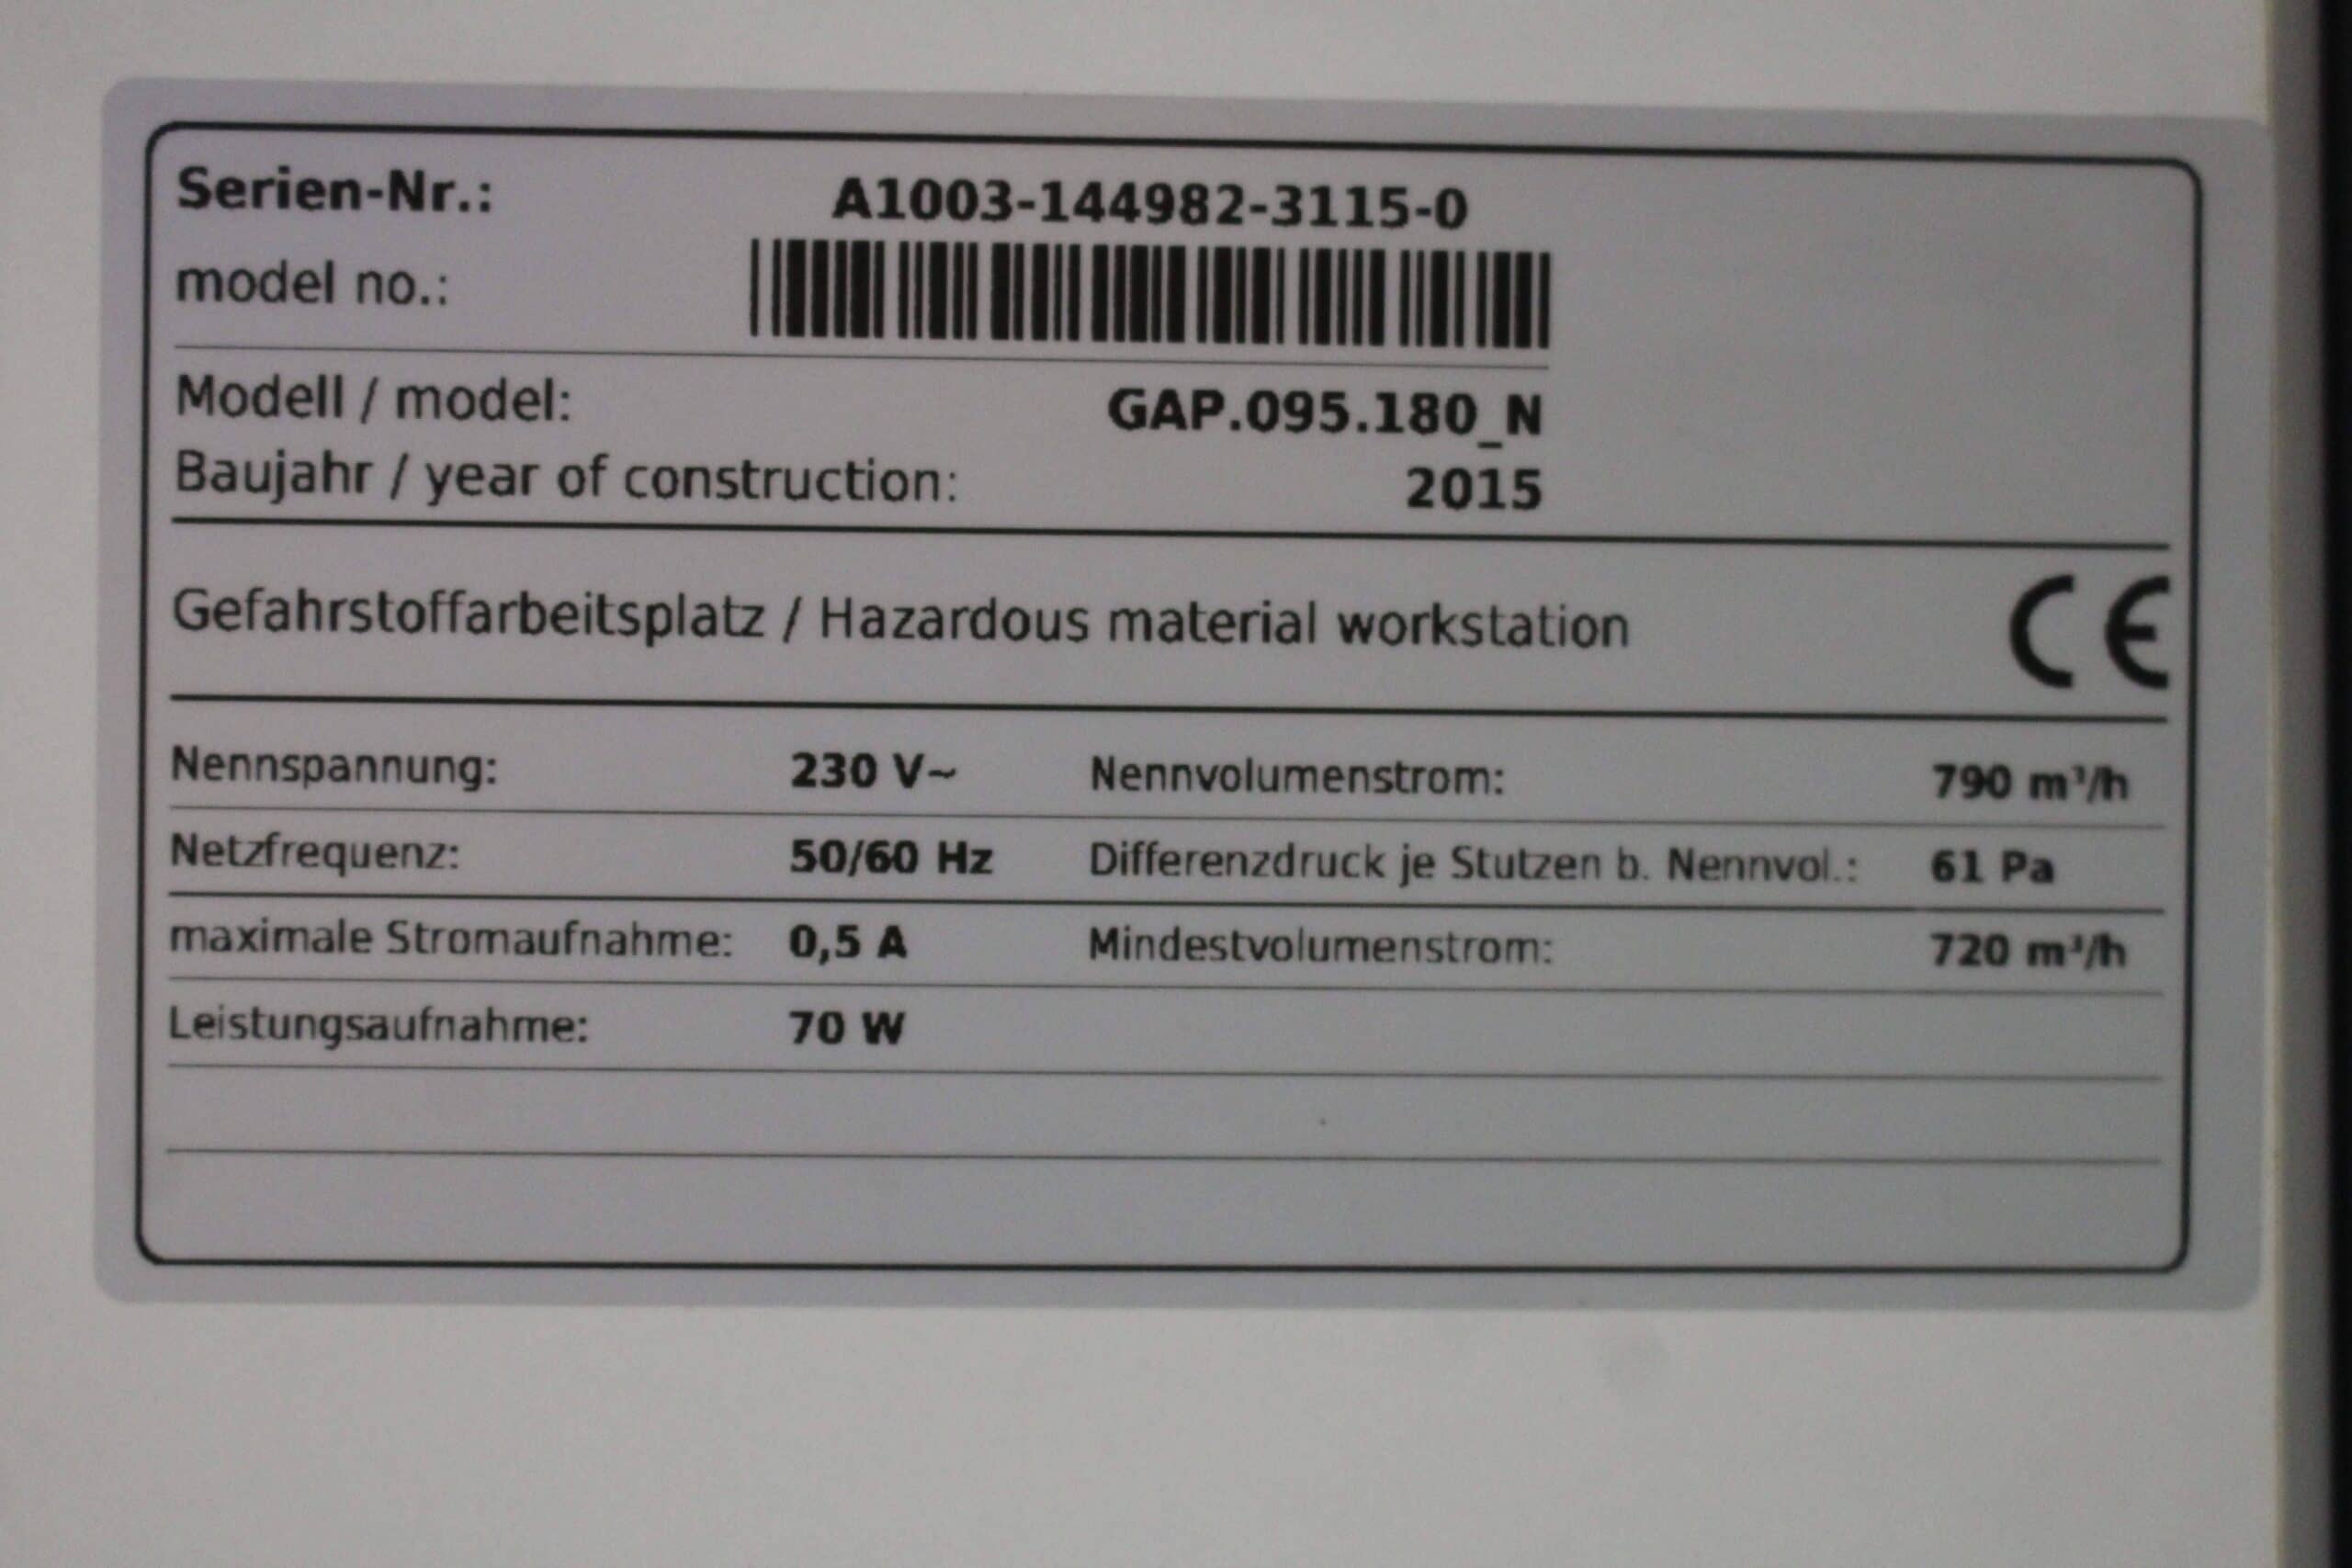 Serien-Nr.: A1003-144982-3115-0
model no.:
Modell / model: GAP.095.180_N
Baujahr / year of construction: 2015
Gefahrstoffarbeitsplatz / Hazardous material workstation CE
Nennspannung: 230 V~ Nennvolumenstrom: 790 m³/h
Netzfrequenz: 50/60 Hz Differenzdruck je Stutzen b. Nennvol.: 61 Pa
maximale Stromaufnahme: 0,5 A Mindestvolumenstrom: 720 m³/h
Leistungsaufnahme: 70 W